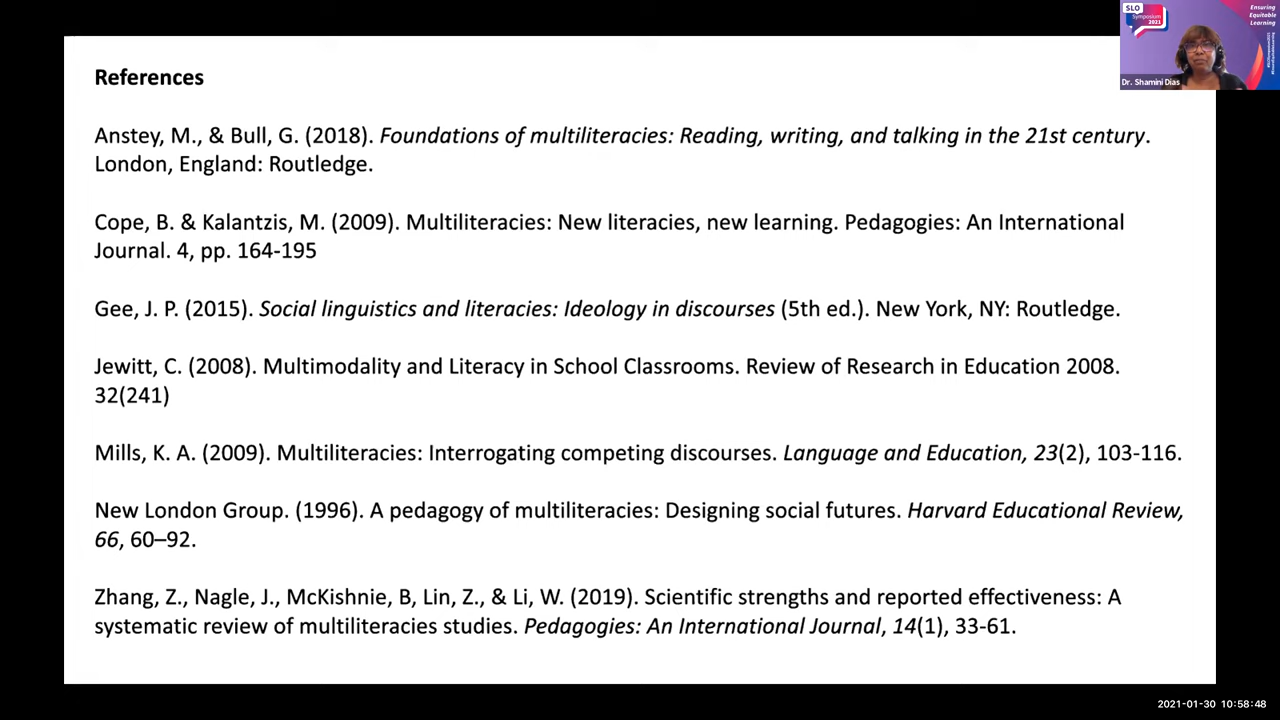 References
Anstey, M., & Bull, G. (2018). Foundations of multiliteracies: Reading, writing, and talking in the 21st century.
London, England: Routledge.
Cope, B. & Kalantzis, M. (2009). Multiliteracies: New literacies, new learning. Pedagogies: An International
Journal. 4, pp. 164-195
Gee, J. P. (2015). Social linguistics and literacies: Ideology in discourses (5th ed.). New York, NY: Routledge.
Jewitt, C. (2008). Multimodality and Literacy in School Classrooms. Review of Research in Education 2008.
32(241)
Mills, K. A. (2009). Multiliteracies: Interrogating competing discourses. Language and Education, 23(2), 103-116.
New London Group. (1996). A pedagogy of multiliteracies: Designing social futures. Harvard Educational Review,
66, 60–92.
Zhang, Z., Nagle, J., McKishnie, B, Lin, Z., & Li, W. (2019). Scientific strengths and reported effectiveness: A
systematic review of multiliteracies studies. Pedagogies: An International Journal, 14(1), 33-61.
SLO
Symposium
2021
Ensuring
Equitable
Learning
Dr. Shamini Dias
2021-01-30 10:58:48